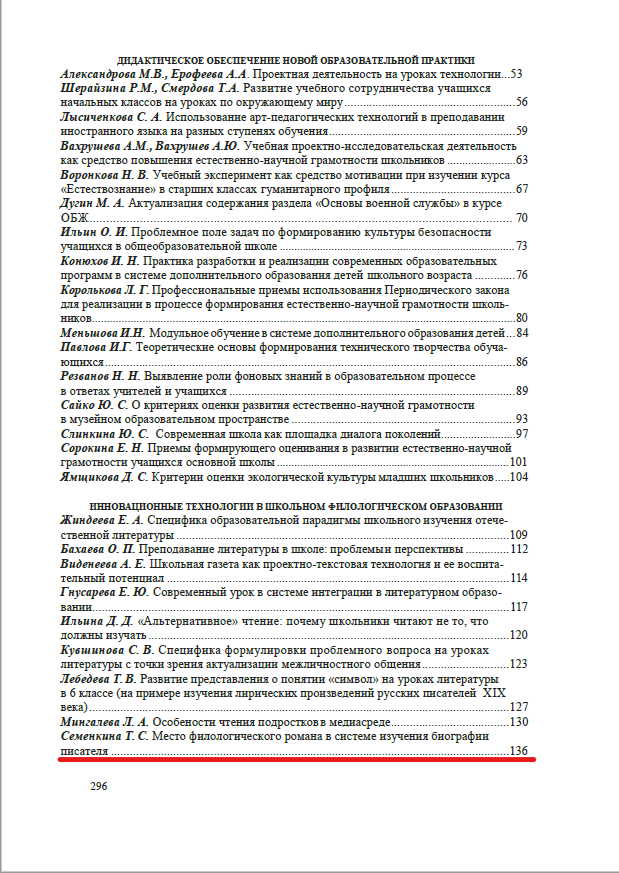 ДИДАКТИЧЕСКОЕ ОБЕСПЕЧЕНИЕ НОВОЙ ОБРАЗОВАТЕЛЬНОЙ ПРАКТИКИ
Александрова М.В., Ерофеева А.А. Проектная деятельность на уроках технологии...53
Шерайзина Р.М., Смердова Т.А. Развитие учебного сотрудничества учащихся
начальных классов на уроках по окружающему миру...56
Лысиченкова С. А. Использование арт-педагогических технологий в преподавании
иностранного языка на разных ступенях обучения...59
Вахрушева А.М., Вахрушев А.Ю. Учебная проектно-исследовательская деятельность
как средство повышения естественно-научной грамотности школьников ...63
Воронкова Н. В. Учебный эксперимент как средство мотивации при изучении курса
«Естествознание» в старших классах гуманитарного профиля...67
Дугин М. А. Актуализация содержания раздела «Основы военной службы» в курсе
ОБЖ... 70
Ильин О. И. Проблемное поле задач по формированию культуры безопасности
учащихся в общеобразовательной школе ... 73
Конюхов И. Н. Практика разработки и реализации современных образовательных
программ в системе дополнительного образования детей школьного возраста ...76
Королькова Л. Г. Профессиональные приемы использования Периодического закона
для реализации в процессе формирования естественно-научной грамотности школь-
ников...80
Меньшова И.Н. Модульное обучение в системе дополнительного образования детей...84
Павлова И.Г. Теоретические основы формирования технического творчества обуча-
ющихся...86
Резванов Н. Н. Выявление роли фоновых знаний в образовательном процессе
в ответах учителей и учащихся ...89
Сайко Ю. С. О критериях оценки развития естественно-научной грамотности
в музейном образовательном пространстве ...93
Слинкина Ю. С. Современная школа как площадка диалога поколений...97
Сорокина Е. Н. Приемы формирующего оценивания в развитии естественно-научной
грамотности учащихся основной школы ...101
Ямщикова Д. С. Критерии оценки экологической культуры младших школьников...104
ИННОВАЦИОННЫЕ ТЕХНОЛОГИИ В ШКОЛЬНОМ ФИЛОЛОГИЧЕСКОМ ОБРАЗОВАНИИ
Жиндеева Е. А. Специфика образовательной парадигмы школьного изучения отече-
ственной литературы ...109
Бахаева О. П. Преподавание литературы в школе: проблемы и перспективы ...112
Виденеева А. Е. Школьная газета как проектно-текстовая технология и ее воспита-
тельный потенциал ...114
Гнусарева Е. Ю. Современный урок в системе интеграции в литературном образо-
вании...117
Ильина Д. Д. «Альтернативное» чтение: почему школьники читают не то, что
должны изучать ...120
Кувшинова С. В. Специфика формулировки проблемного вопроса на уроках
литературы с точки зрения актуализации межличностного общения ...123
Лебедева Т. В. Развитие представления о понятии «символ» на уроках литературы
в 6 классе (на примере изучения лирических произведений русских писателей XIX
века)...127
Мингалева Л. А. Особености чтения подростков в медиасреде...130
Семенкина Т. С. Место филологического романа в системе изучения биографии
писателя ...136
296